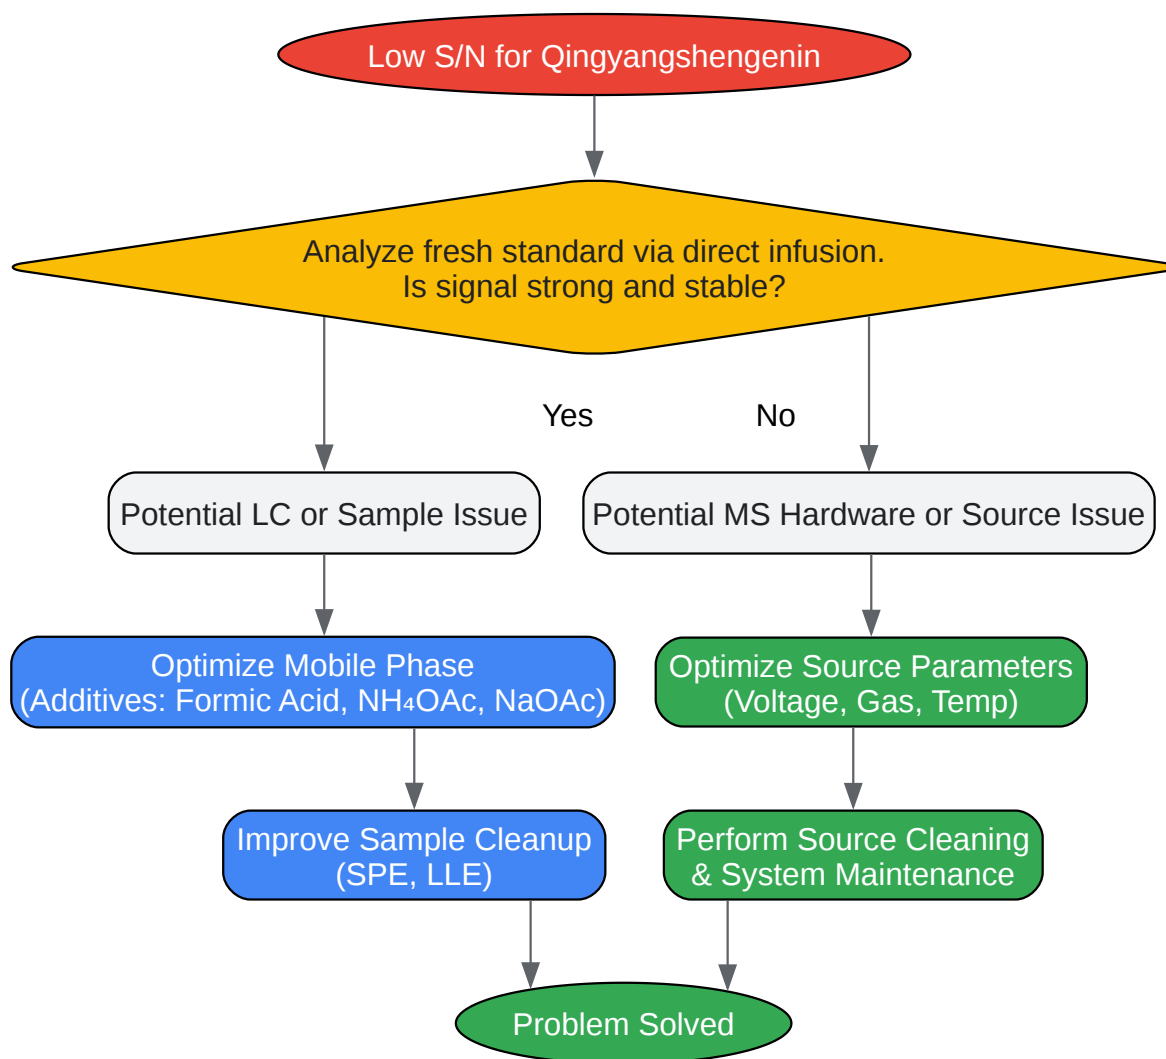 Low S/N for Qingyangshengenin
Analyze fresh standard via direct infusion.
Is signal strong and stable?
Yes
No
Potential LC or Sample Issue
Potential MS Hardware or Source Issue
Optimize Mobile Phase
(Additives: Formic Acid, NH₄OAc, NaOAc)
Optimize Source Parameters
(Voltage, Gas, Temp)
Improve Sample Cleanup
(SPE, LLE)
Perform Source Cleaning
& System Maintenance
Problem Solved